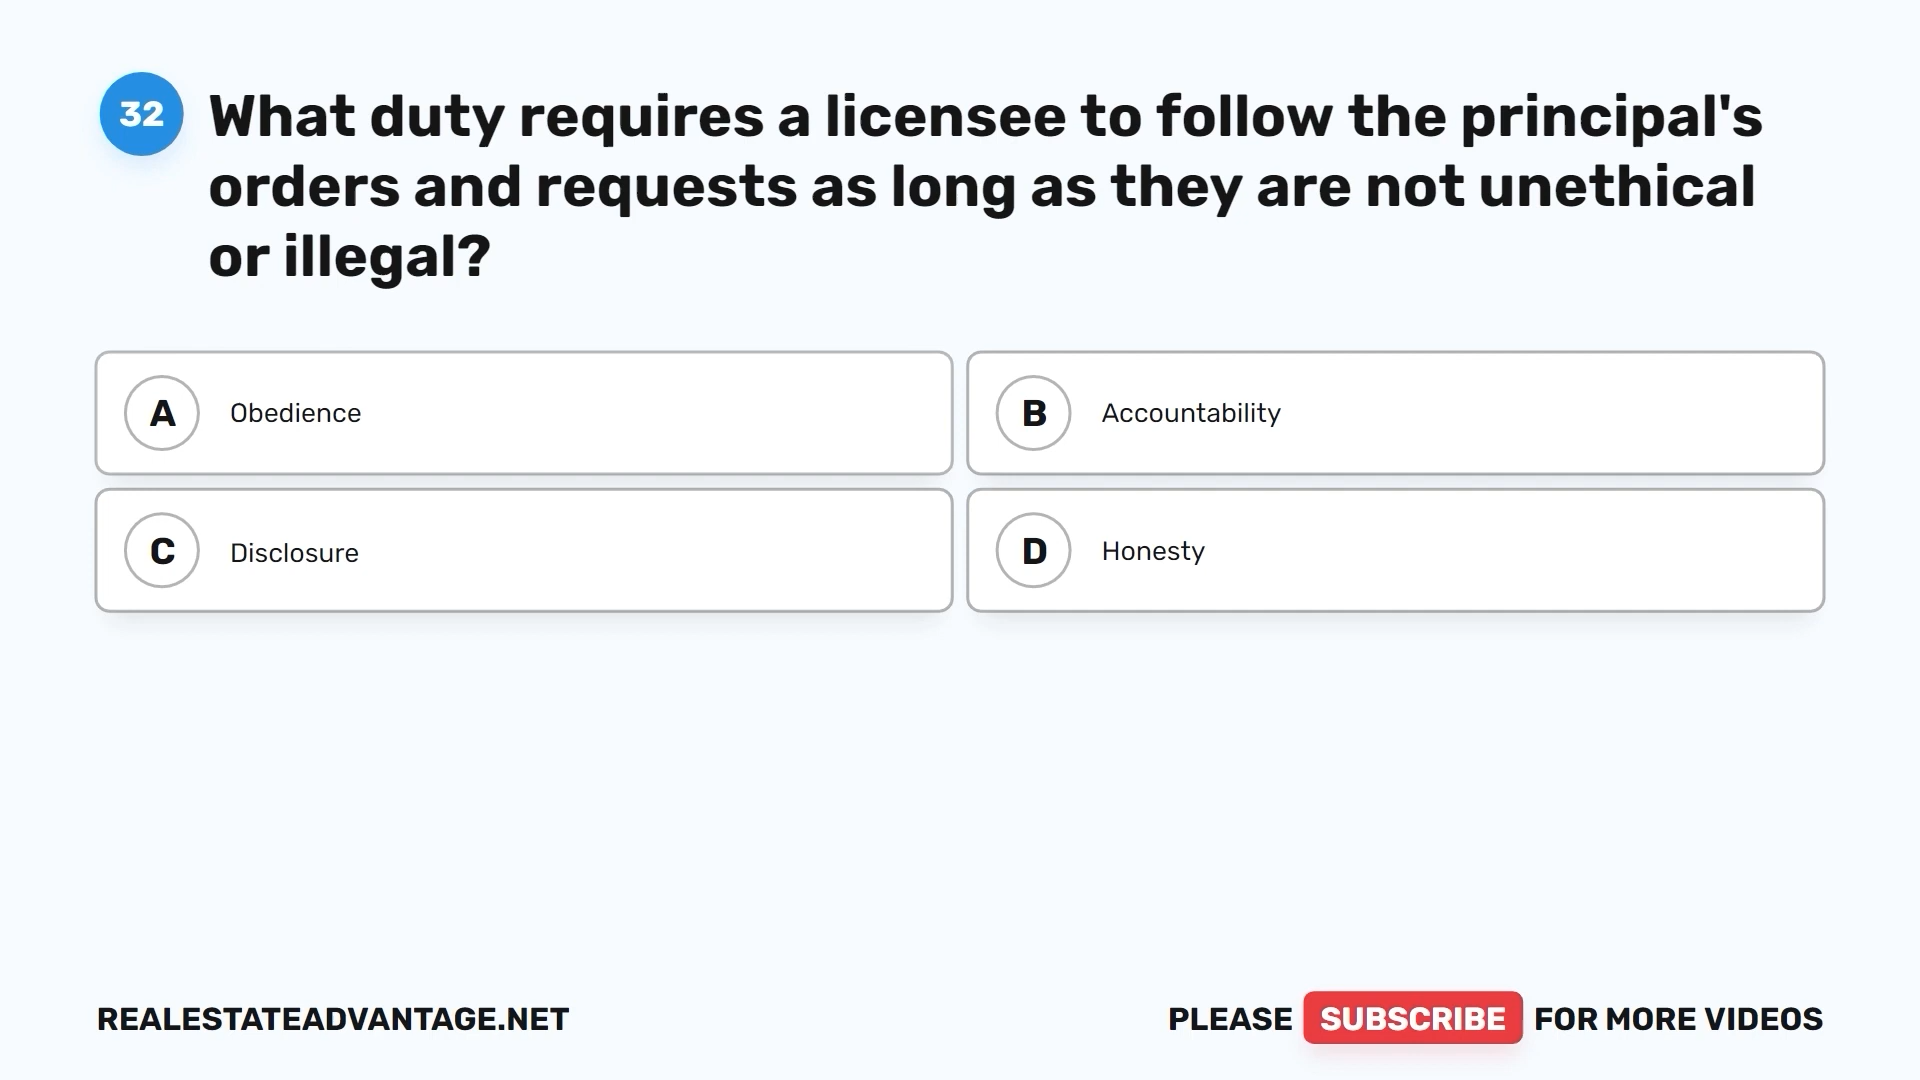 32
What duty requires a licensee to follow the principal's
orders and requests as long as they are not unethical
or illegal?
A Obedience
B Accountability
C Disclosure
D Honesty
REALESTATEADVANTAGE.NET
PLEASE SUBSCRIBE FOR MORE VIDEOS